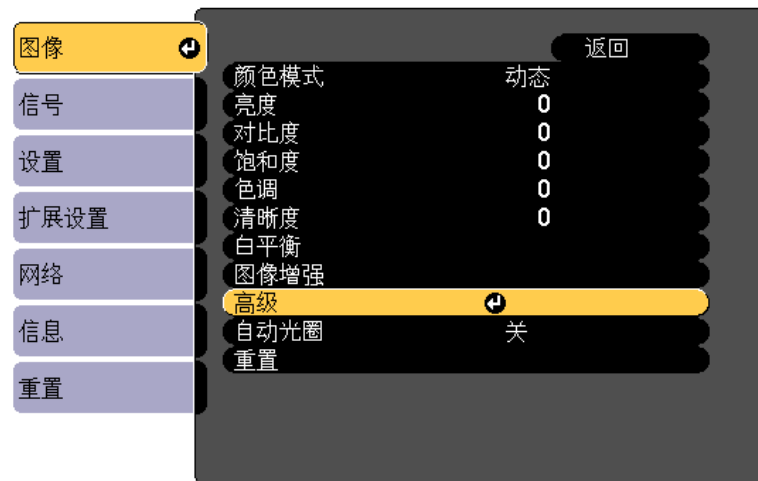 图像
信号
设置
扩展设置
网络
信息
重置
返回
颜色模式 动态
亮度 0
对比度 0
饱和度 0
色调 0
清晰度 0
白平衡
图像增强
高级
自动光圈 关
重置